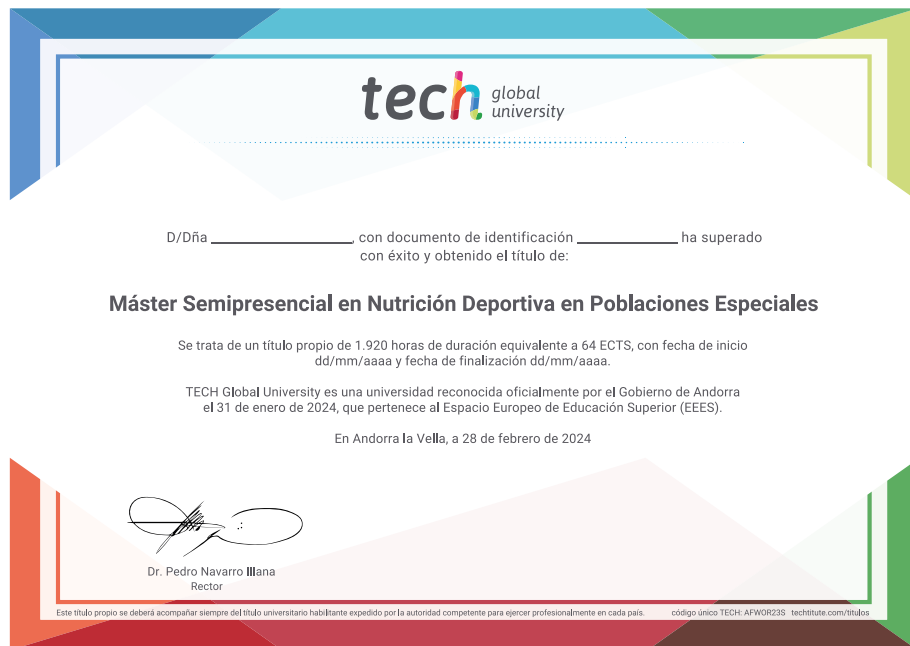 tech global university
D/Dña ____________, con documento de identificación ____________ ha superado
con éxito y obtenido el título de:
Máster Semipresencial en Nutrición Deportiva en Poblaciones Especiales
Se trata de un título propio de 1.920 horas de duración equivalente a 64 ECTS, con fecha de inicio
dd/mm/aaaa y fecha de finalización dd/mm/aaaa.
TECH Global University es una universidad reconocida oficialmente por el Gobierno de Andorra
el 31 de enero de 2024, que pertenece al Espacio Europeo de Educación Superior (EEES).
En Andorra la Vella, a 28 de febrero de 2024
Dr. Pedro Navarro Illana
Rector
Este título propio se deberá acompañar siempre del título universitario habilitante expedido por la autoridad competente para ejercer profesionalmente en cada país. código único TECH: AFWOR23S techtitute.com/titulos